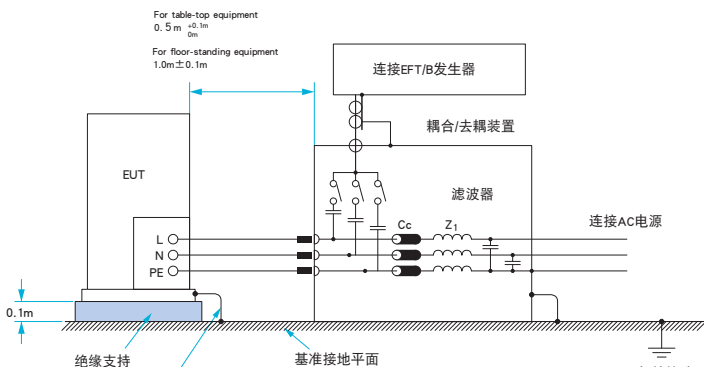 For table-top equipment
0.5 m +0.1m
0m
For floor-standing equipment
1.0m±0.1m
连接EFT/B发生器
耦合/去耦装置
EUT
滤波器
Cc
Z1
连接AC电源
L
N
PE
0.1m
绝缘支持
基准接地平面